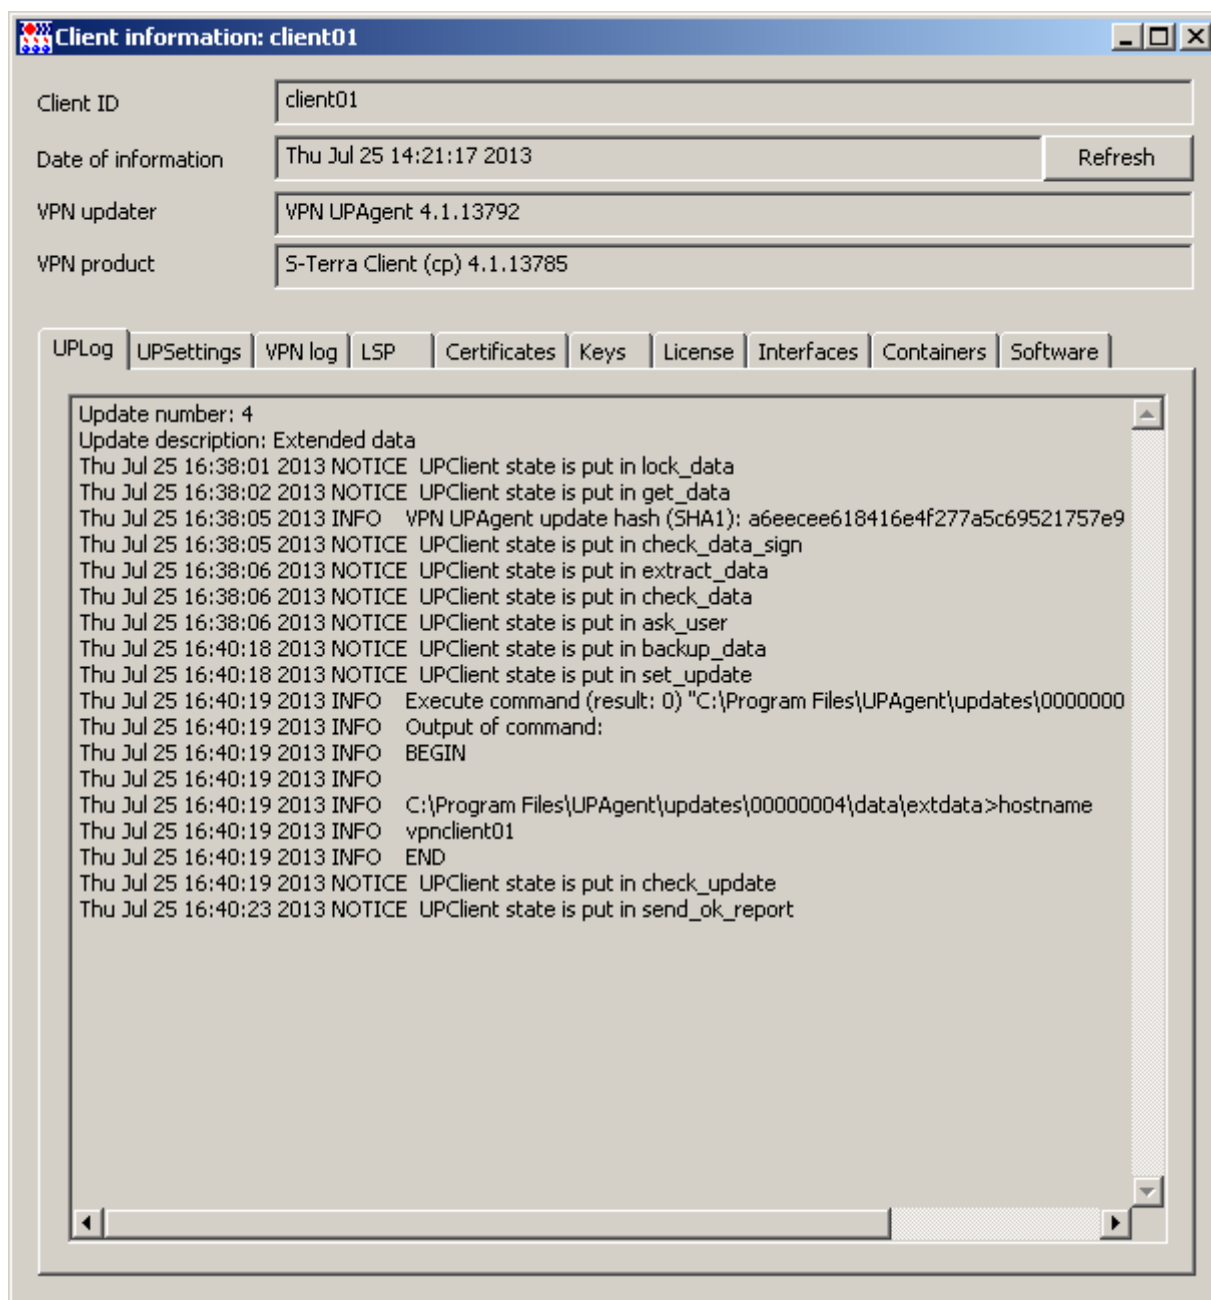 Client information: client01
Client ID client01
Date of information Thu Jul 25 14:21:17 2013 Refresh
VPN updater VPN UPAgent 4.1.13792
VPN product S-Terra Client (cp) 4.1.13785
UPLog UPSettings VPN log LSP Certificates Keys License Interfaces Containers Software
Update number: 4
Update description: Extended data
Thu Jul 25 16:38:01 2013 NOTICE UPClient state is put in lock_data
Thu Jul 25 16:38:02 2013 NOTICE UPClient state is put in get_data
Thu Jul 25 16:38:05 2013 INFO VPN UPAgent update hash (SHA1): a6eecee618416e4f277a5c69521757e9
Thu Jul 25 16:38:05 2013 NOTICE UPClient state is put in check_data_sign
Thu Jul 25 16:38:06 2013 NOTICE UPClient state is put in extract_data
Thu Jul 25 16:38:06 2013 NOTICE UPClient state is put in check_data
Thu Jul 25 16:38:06 2013 NOTICE UPClient state is put in ask_user
Thu Jul 25 16:40:18 2013 NOTICE UPClient state is put in backup_data
Thu Jul 25 16:40:18 2013 NOTICE UPClient state is put in set_update
Thu Jul 25 16:40:19 2013 INFO Execute command (result: 0) "C:\Program Files\UPAgent\updates\0000000
Thu Jul 25 16:40:19 2013 INFO Output of command:
Thu Jul 25 16:40:19 2013 INFO BEGIN
Thu Jul 25 16:40:19 2013 INFO
Thu Jul 25 16:40:19 2013 INFO C:\Program Files\UPAgent\updates\00000004\data\extdata>hostname
Thu Jul 25 16:40:19 2013 INFO vpnclient01
Thu Jul 25 16:40:19 2013 INFO END
Thu Jul 25 16:40:19 2013 NOTICE UPClient state is put in check_update
Thu Jul 25 16:40:23 2013 NOTICE UPClient state is put in send_ok_report